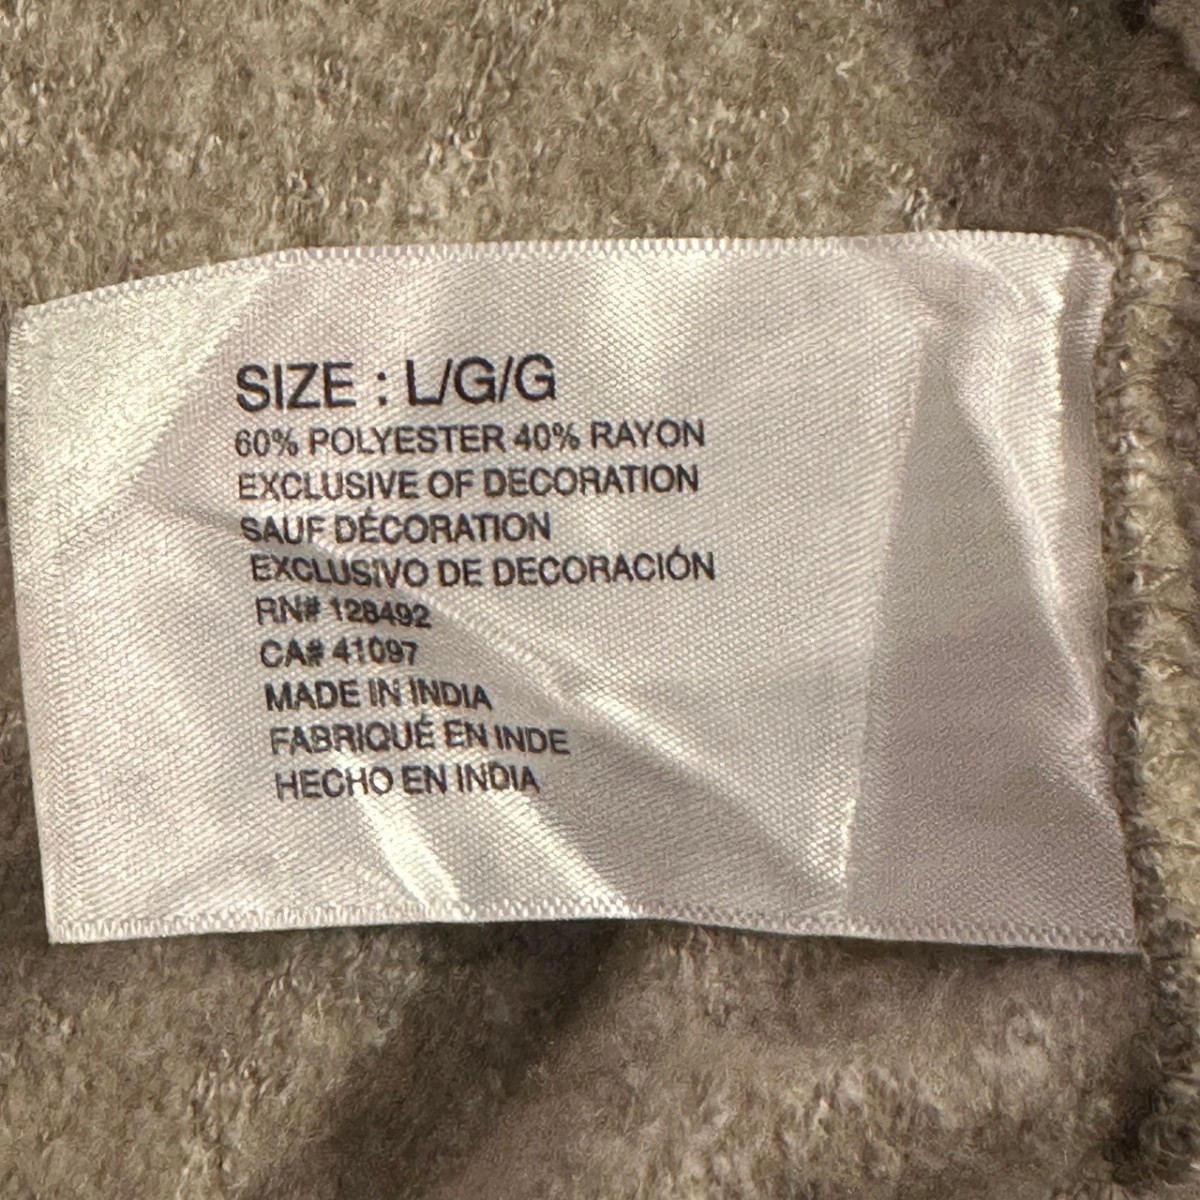 SIZE : L/G/G
60% POLYESTER 40% RAYON
EXCLUSIVE OF DECORATION
SAUF DÉCORATION
EXCLUSIVO DE DECORACIÓN
RN# 128492
CA# 41097
MADE IN INDIA
FABRIQUÉ EN INDE
HECHO EN INDIA